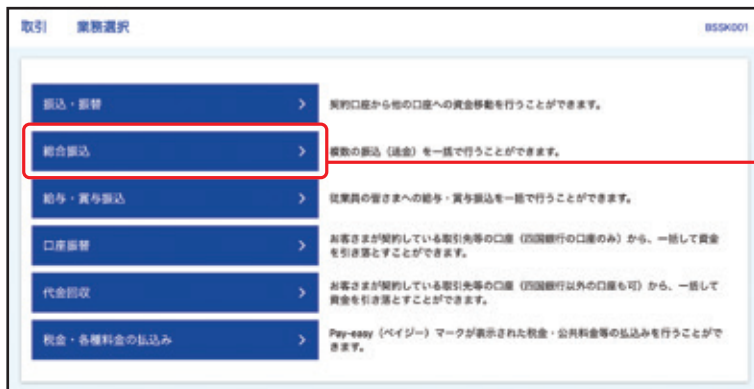 取引 業務選択
BSSK001
振込・振替
契約口座から他の口座への資金移動を行うことができます。
総合振込
複数の振込（送金）を一括で行うことができます。
給与・賞与振込
従業員の皆さまへの給与・賞与振込を一括で行うことができます。
口座振替
お客さまが契約している取引先等の口座（四国銀行の口座のみ）から、一括して資金
を引き落とすことができます。
代金回収
お客さまが契約している取引先等の口座（四国銀行以外の口座も可）から、一括して
資金を引き落とすことができます。
税金・各種料金の払込み
Pay-easy（ペイジー）マークが表示された税金・公共料金等の払込みを行うことがで
きます。